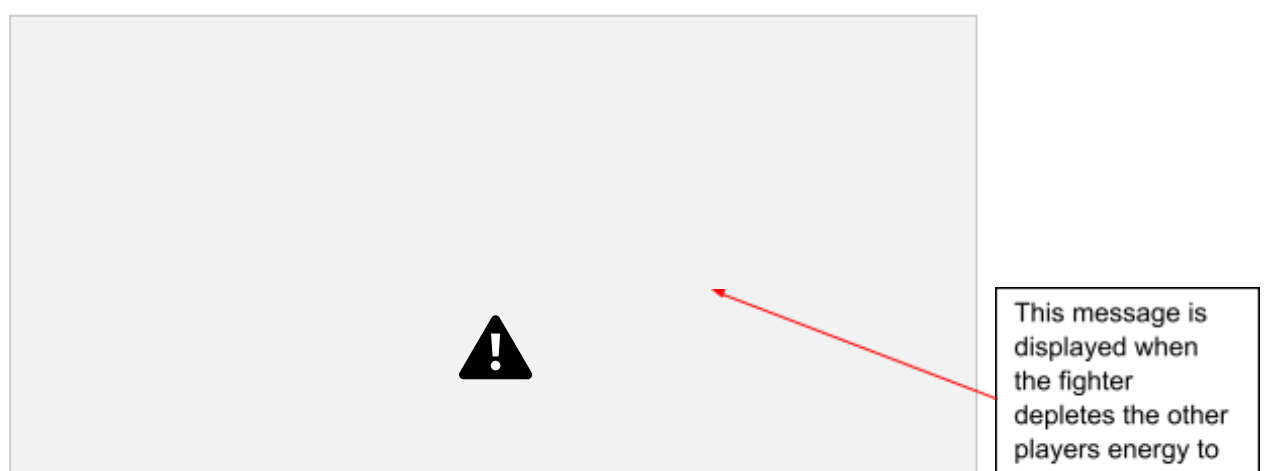 This message is
displayed when
the fighter
depletes the other
players energy to